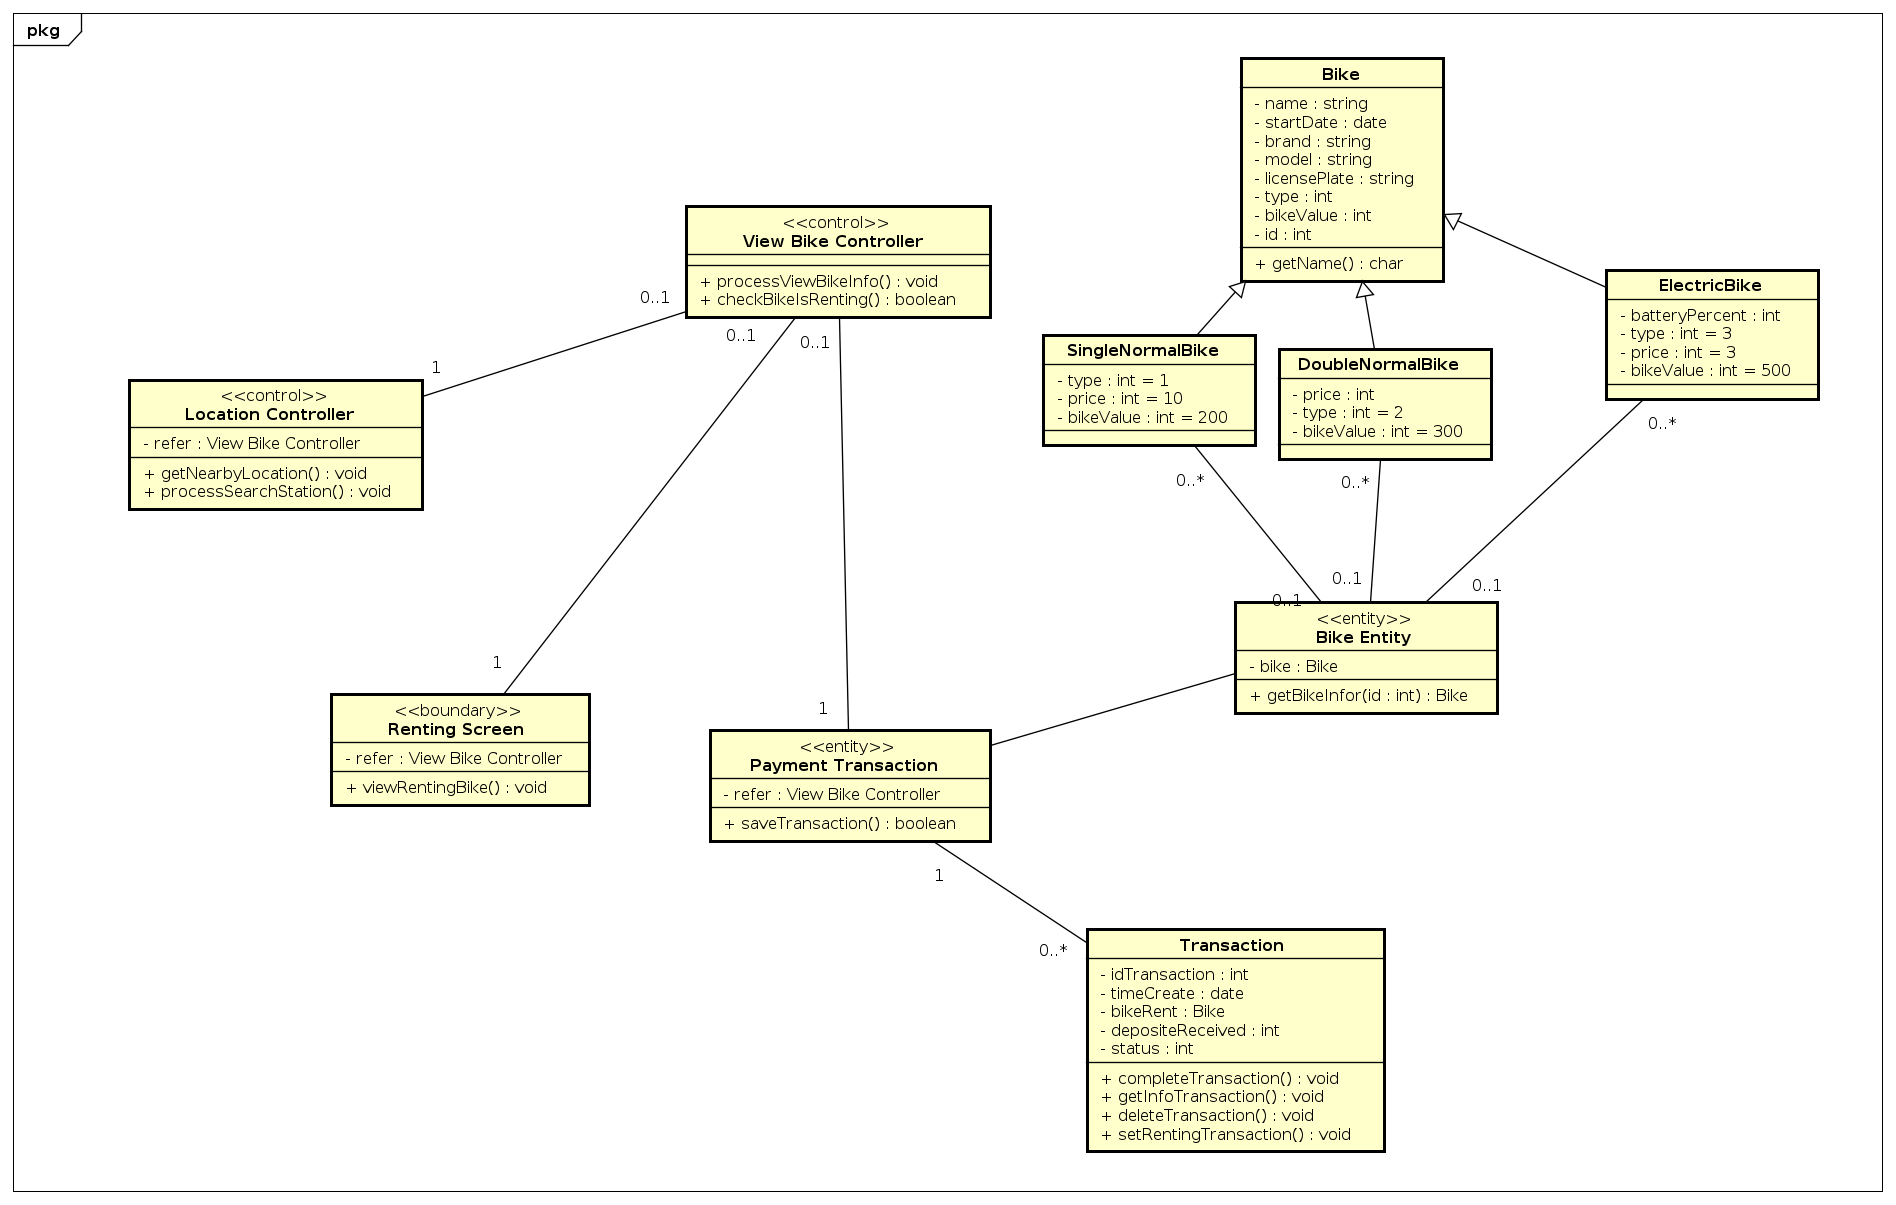 pkg
Bike
- name : string
- startDate : date
- brand : string
- model : string
- licensePlate : string
- type : int
- bikeValue : int
- id : int
+ getName() : char
<<control>>
View Bike Controller
+ processViewBikeInfo() : void
+ checkBikeIsRenting() : boolean
0..1
0..1
0..1
1
<<control>>
Location Controller
- refer : View Bike Controller
+ getNearbyLocation() : void
+ processSearchStation() : void
SingleNormalBike
- type : int = 1
- price : int = 10
- bikeValue : int = 200
0..*
DoubleNormalBike
- price : int
- type : int = 2
- bikeValue : int = 300
0..*
ElectricBike
- batteryPercent : int
- type : int = 3
- price : int = 3
- bikeValue : int = 500
0..*
0..1
0..1
0..1
<<entity>>
Bike Entity
- bike : Bike
+ getBikeInfor(id : int) : Bike
1
<<boundary>>
Renting Screen
- refer : View Bike Controller
+ viewRentingBike() : void
1
<<entity>>
Payment Transaction
- refer : View Bike Controller
+ saveTransaction() : boolean
1
0..*
Transaction
- idTransaction : int
- timeCreate : date
- bikeRent : Bike
- depositeReceived : int
- status : int
+ completeTransaction() : void
+ getInfoTransaction() : void
+ deleteTransaction() : void
+ setRentingTransaction() : void